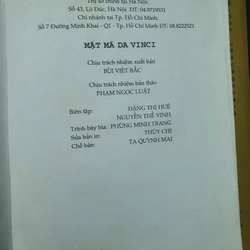 Trụ sở chính tại Hà Nội
Số 43, Lò Đúc, Hà Nội DT: 04.9719531
Chi nhánh tại Tp. Hồ Chí Minh
Số 7 Đường Minh Khai - Q1 - Tp. Hồ Chí Minh DT: 08.8222521
MẬT MÃ DA VINCI
Chịu trách nhiệm xuất bản
BÙI VIỆT BẮC
Chịu trách nhiệm bản thảo
PHẠM NGỌC LUẬT
Biên tập: ĐẶNG THỊ HUỆ
NGUYỄN THẾ VINH
Trình bày bìa: PHÙNG MINH TRANG
Sửa bản in: THÙY CHI
Chế bản: TẠ QUỲNH MAI